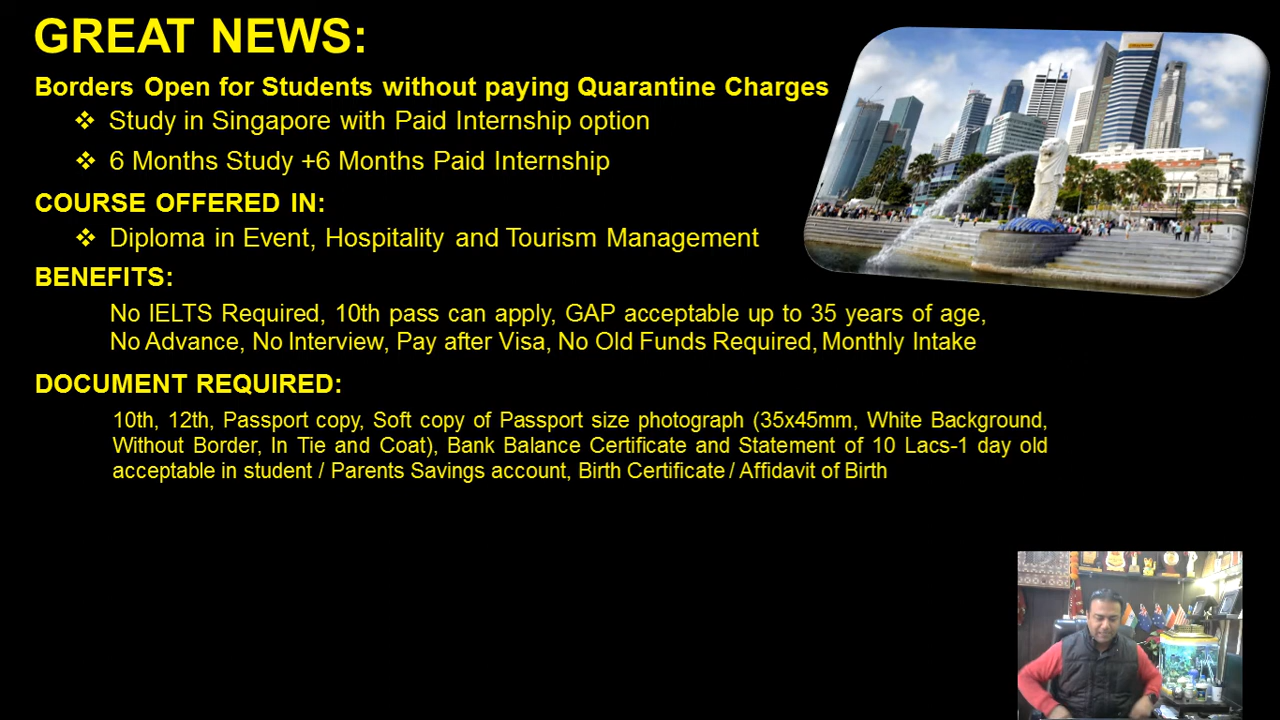 GREAT NEWS:
Borders Open for Students without paying Quarantine Charges
❖ Study in Singapore with Paid Internship option
❖ 6 Months Study +6 Months Paid Internship
COURSE OFFERED IN:
❖ Diploma in Event, Hospitality and Tourism Management
BENEFITS:
No IELTS Required, 10th pass can apply, GAP acceptable up to 35 years of age,
No Advance, No Interview, Pay after Visa, No Old Funds Required, Monthly Intake
DOCUMENT REQUIRED:
10th, 12th, Passport copy, Soft copy of Passport size photograph (35x45mm, White Background,
Without Border, In Tie and Coat), Bank Balance Certificate and Statement of 10 Lacs-1 day old
acceptable in student / Parents Savings account, Birth Certificate / Affidavit of Birth